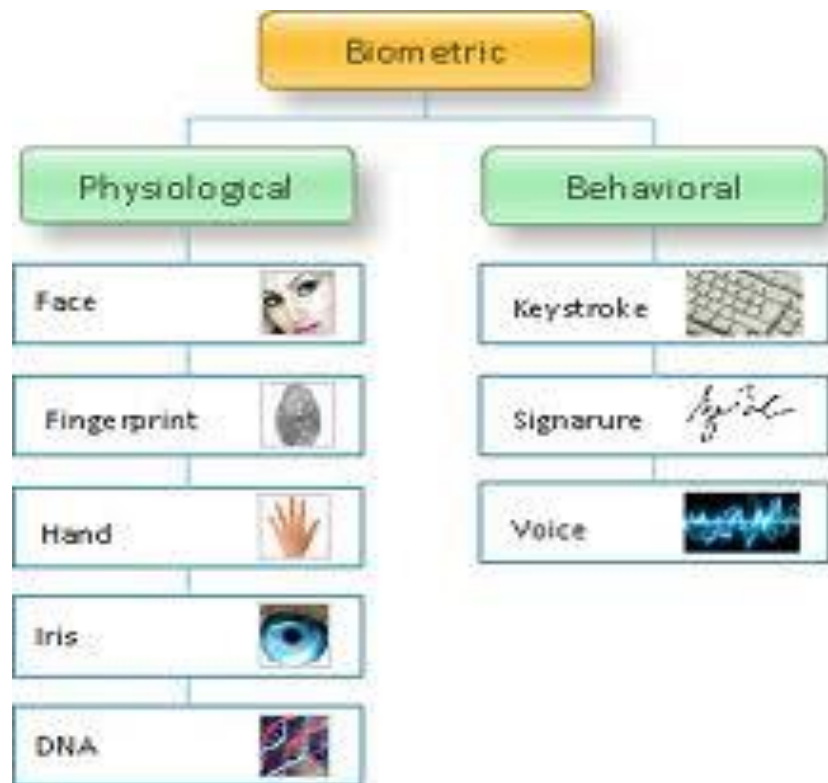 Biometric
Physiological
Behavioral
Face
Fingerprint
Hand
Iris
DNA
Keystroke
Signarure
Voice